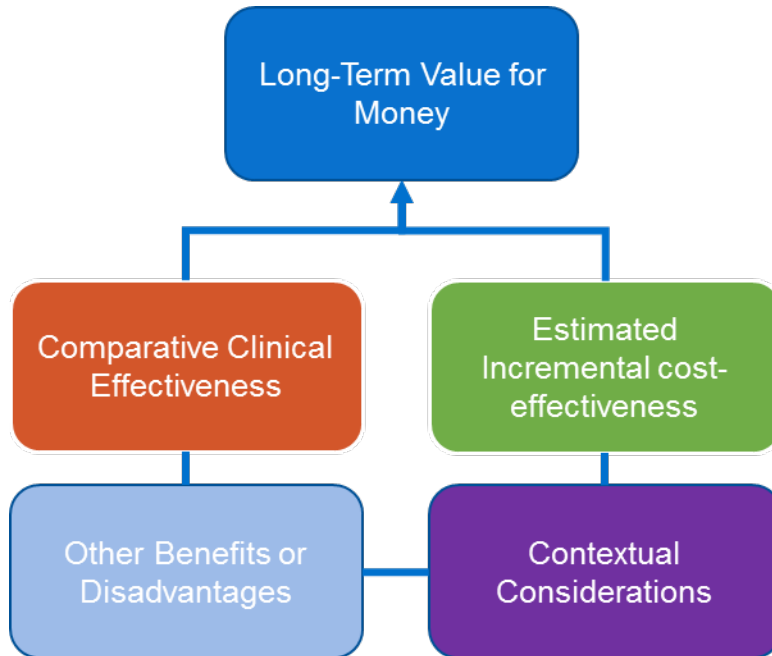 Long-Term Value for
Money
Comparative Clinical
Effectiveness
Estimated
Incremental cost-
effectiveness
Other Benefits or
Disadvantages
Contextual
Considerations